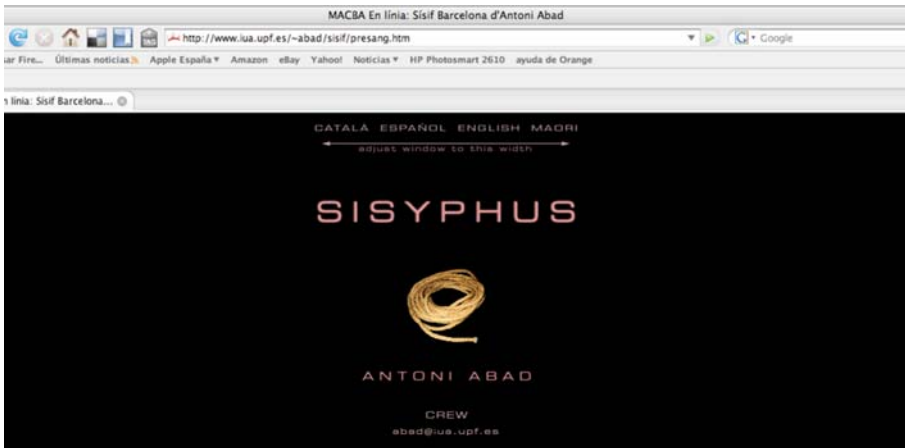 MACBA En línia: Sísif Barcelona d'Antoni Abad
http://www.iua.upf.es/~abad/sisif/presang.htm
Google
ar Fire... Últimas noticias Apple España Amazon eBay Yahoo! Noticias HP Photosmart 2610 ayuda de Orange
n línia: Sísif Barcelona...
CATALÀ ESPAÑOL ENGLISH MAORI
adjust window to this width
SISYPHUS
ANTONI ABAD
CREW
abad@iua.upf.es